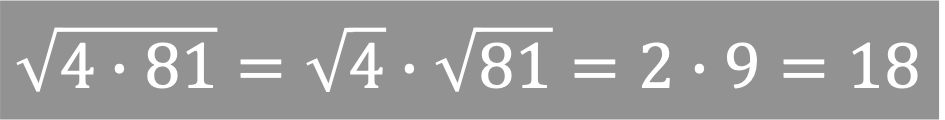 √4 · 81 = √4 · √81 = 2 · 9 = 18